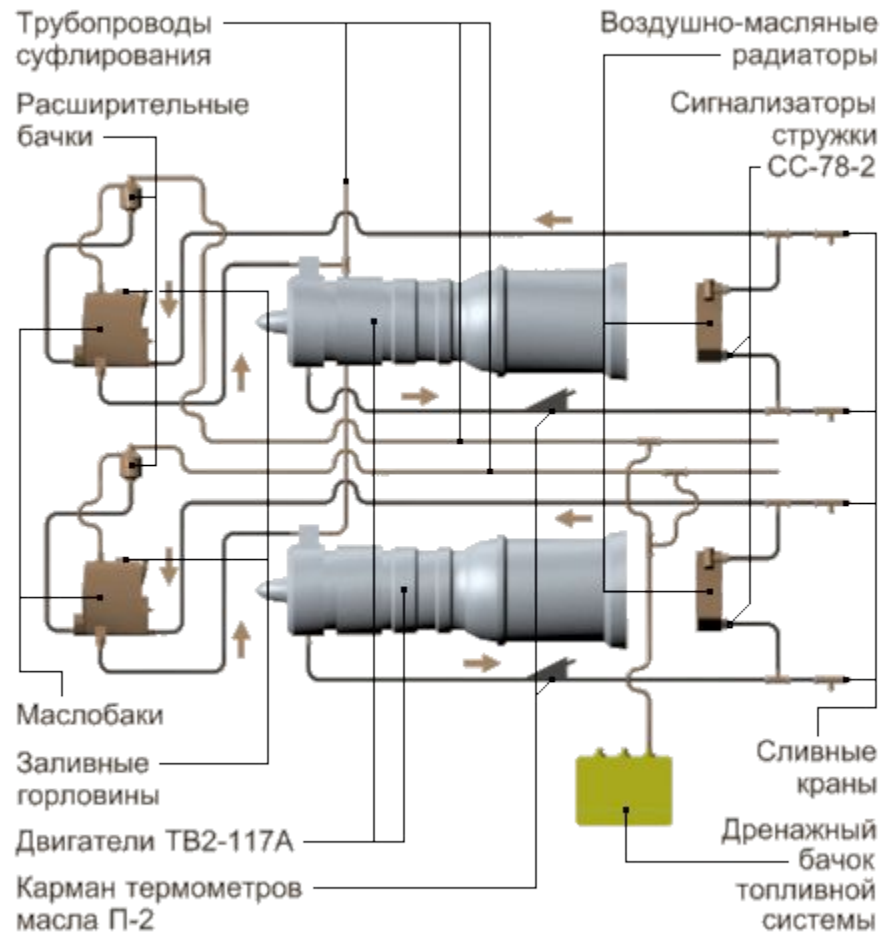 Трубопроводы
суфлирования
Расширительные
бачки
Воздушно-масляные
радиаторы
Сигнализаторы
стружки
СС-78-2
Маслобаки
Заливные
горловины
Двигатели ТВ2-117А
Карман термометров
масла П-2
Сливные
краны
Дренажный
бачок
топливной
системы